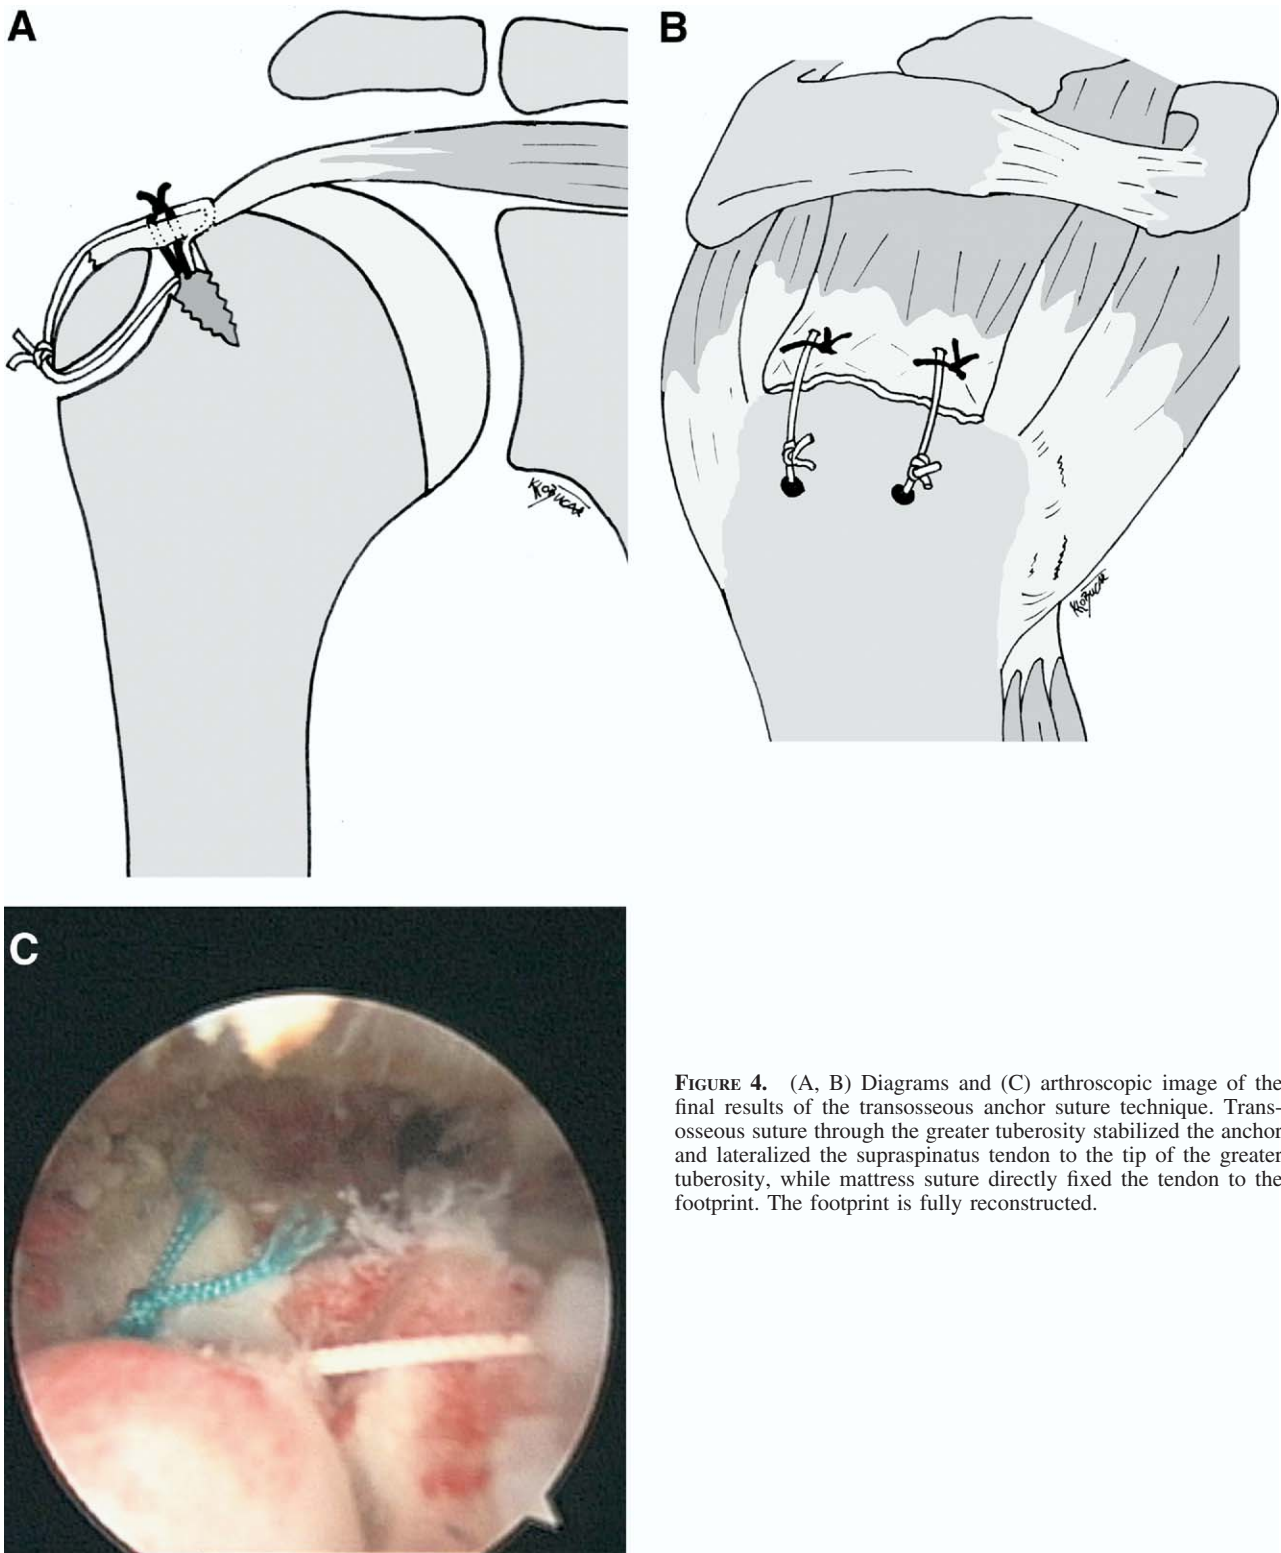 A
B
KLOBUCAR
C
FIGURE 4. (A, B) Diagrams and (C) arthroscopic image of the
final results of the transosseous anchor suture technique. Trans-
osseous suture through the greater tuberosity stabilized the anchor
and lateralized the supraspinatus tendon to the tip of the greater
tuberosity, while mattress suture directly fixed the tendon to the
footprint. The footprint is fully reconstructed.